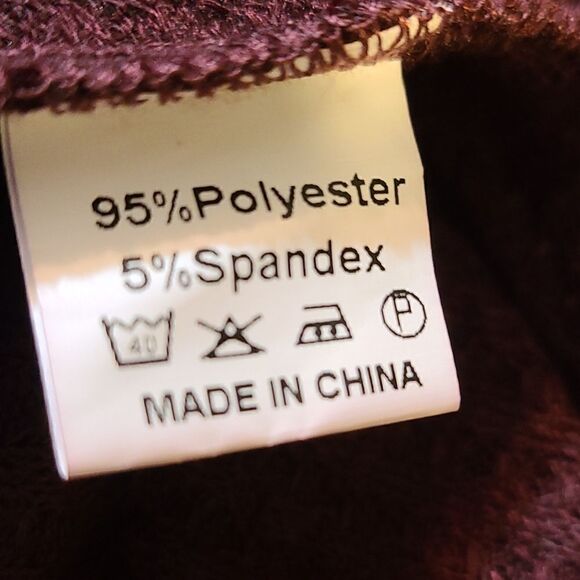 95%Polyester
5%Spandex
40 P
MADE IN CHINA